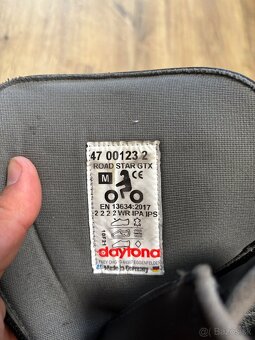 47 00123 2
ROAD STAR GTX
M CE
EN 13634:2017
2 2 2 2 WR IPA IPS
daytona
Made in Germany